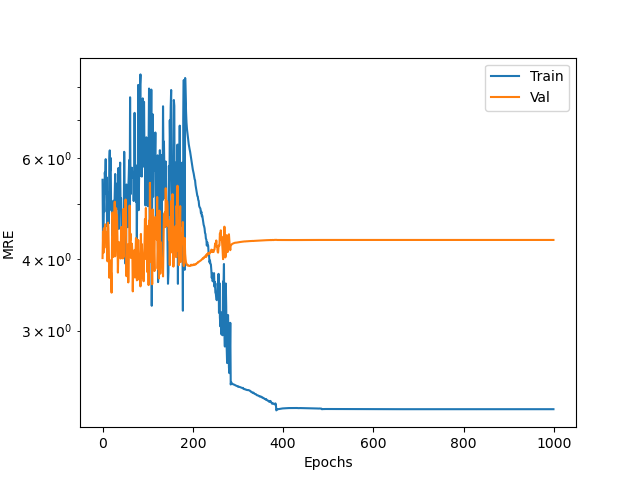 Train
Val
6 × 10⁰
4 × 10⁰
3 × 10⁰
MRE
0 200 400 600 800 1000
Epochs